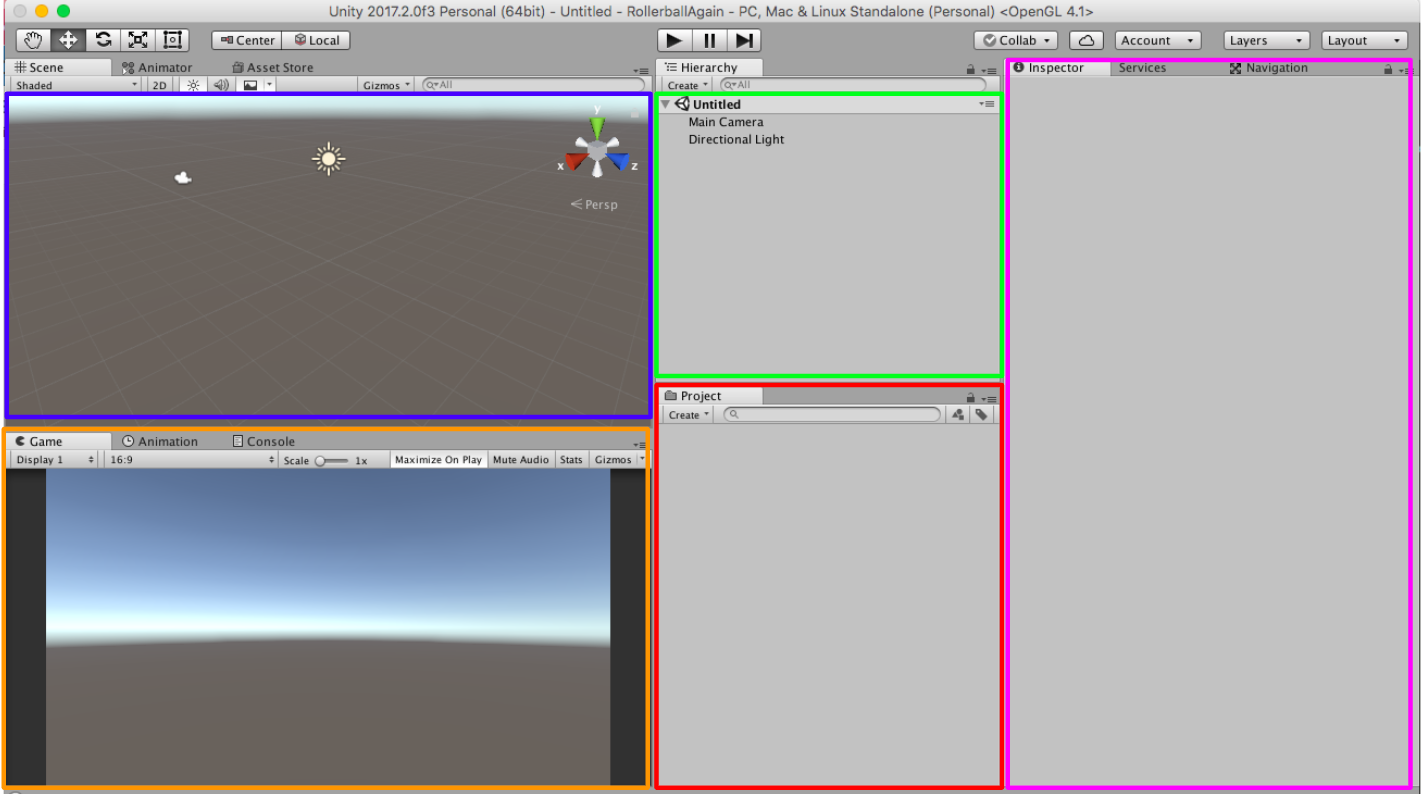 Unity 2017.2.0f3 Personal (64bit) - Untitled - RollerballAgain - PC, Mac & Linux Standalone (Personal) <OpenGL 4.1>
Center Local Collab Account Layers Layout
Scene Animator Asset Store
Shaded 2D Gizmos All
y
x z
Persp
Hierarchy
Create All
Untitled
Main Camera
Directional Light
Project
Create
Inspector Services Navigation
Game Animation Console
Display 1 16:9 Scale 1x Maximize On Play Mute Audio Stats Gizmos